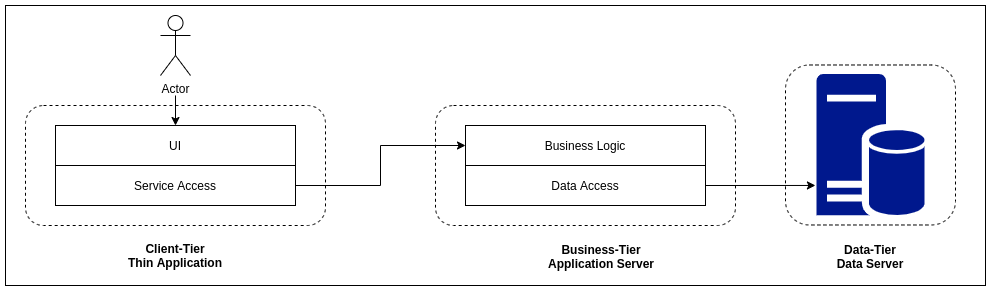 Actor
UI
Service Access
Client-Tier
Thin Application
Business Logic
Data Access
Business-Tier
Application Server
Data-Tier
Data Server